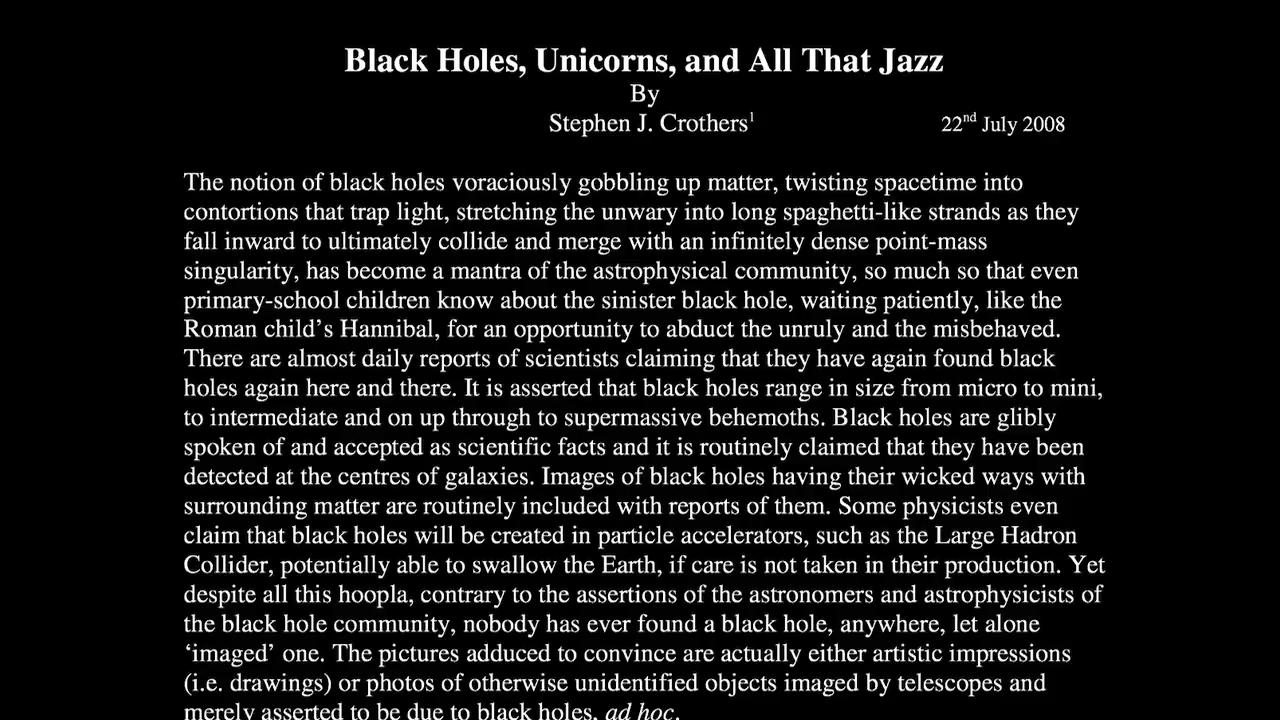 Black Holes, Unicorns, and All That Jazz
By
Stephen J. Crothers¹ 22nd July 2008
The notion of black holes voraciously gobbling up matter, twisting spacetime into
contortions that trap light, stretching the unwary into long spaghetti-like strands as they
fall inward to ultimately collide and merge with an infinitely dense point-mass
singularity, has become a mantra of the astrophysical community, so much so that even
primary-school children know about the sinister black hole, waiting patiently, like the
Roman child’s Hannibal, for an opportunity to abduct the unruly and the misbehaved.
There are almost daily reports of scientists claiming that they have again found black
holes again here and there. It is asserted that black holes range in size from micro to mini,
to intermediate and on up through to supermassive behemoths. Black holes are glibly
spoken of and accepted as scientific facts and it is routinely claimed that they have been
detected at the centres of galaxies. Images of black holes having their wicked ways with
surrounding matter are routinely included with reports of them. Some physicists even
claim that black holes will be created in particle accelerators, such as the Large Hadron
Collider, potentially able to swallow the Earth, if care is not taken in their production. Yet
despite all this hoopla, contrary to the assertions of the astronomers and astrophysicists of
the black hole community, nobody has ever found a black hole, anywhere, let alone
‘imaged’ one. The pictures adduced to convince are actually either artistic impressions
(i.e. drawings) or photos of otherwise unidentified objects imaged by telescopes and
merely asserted to be due to black holes, ad hoc.